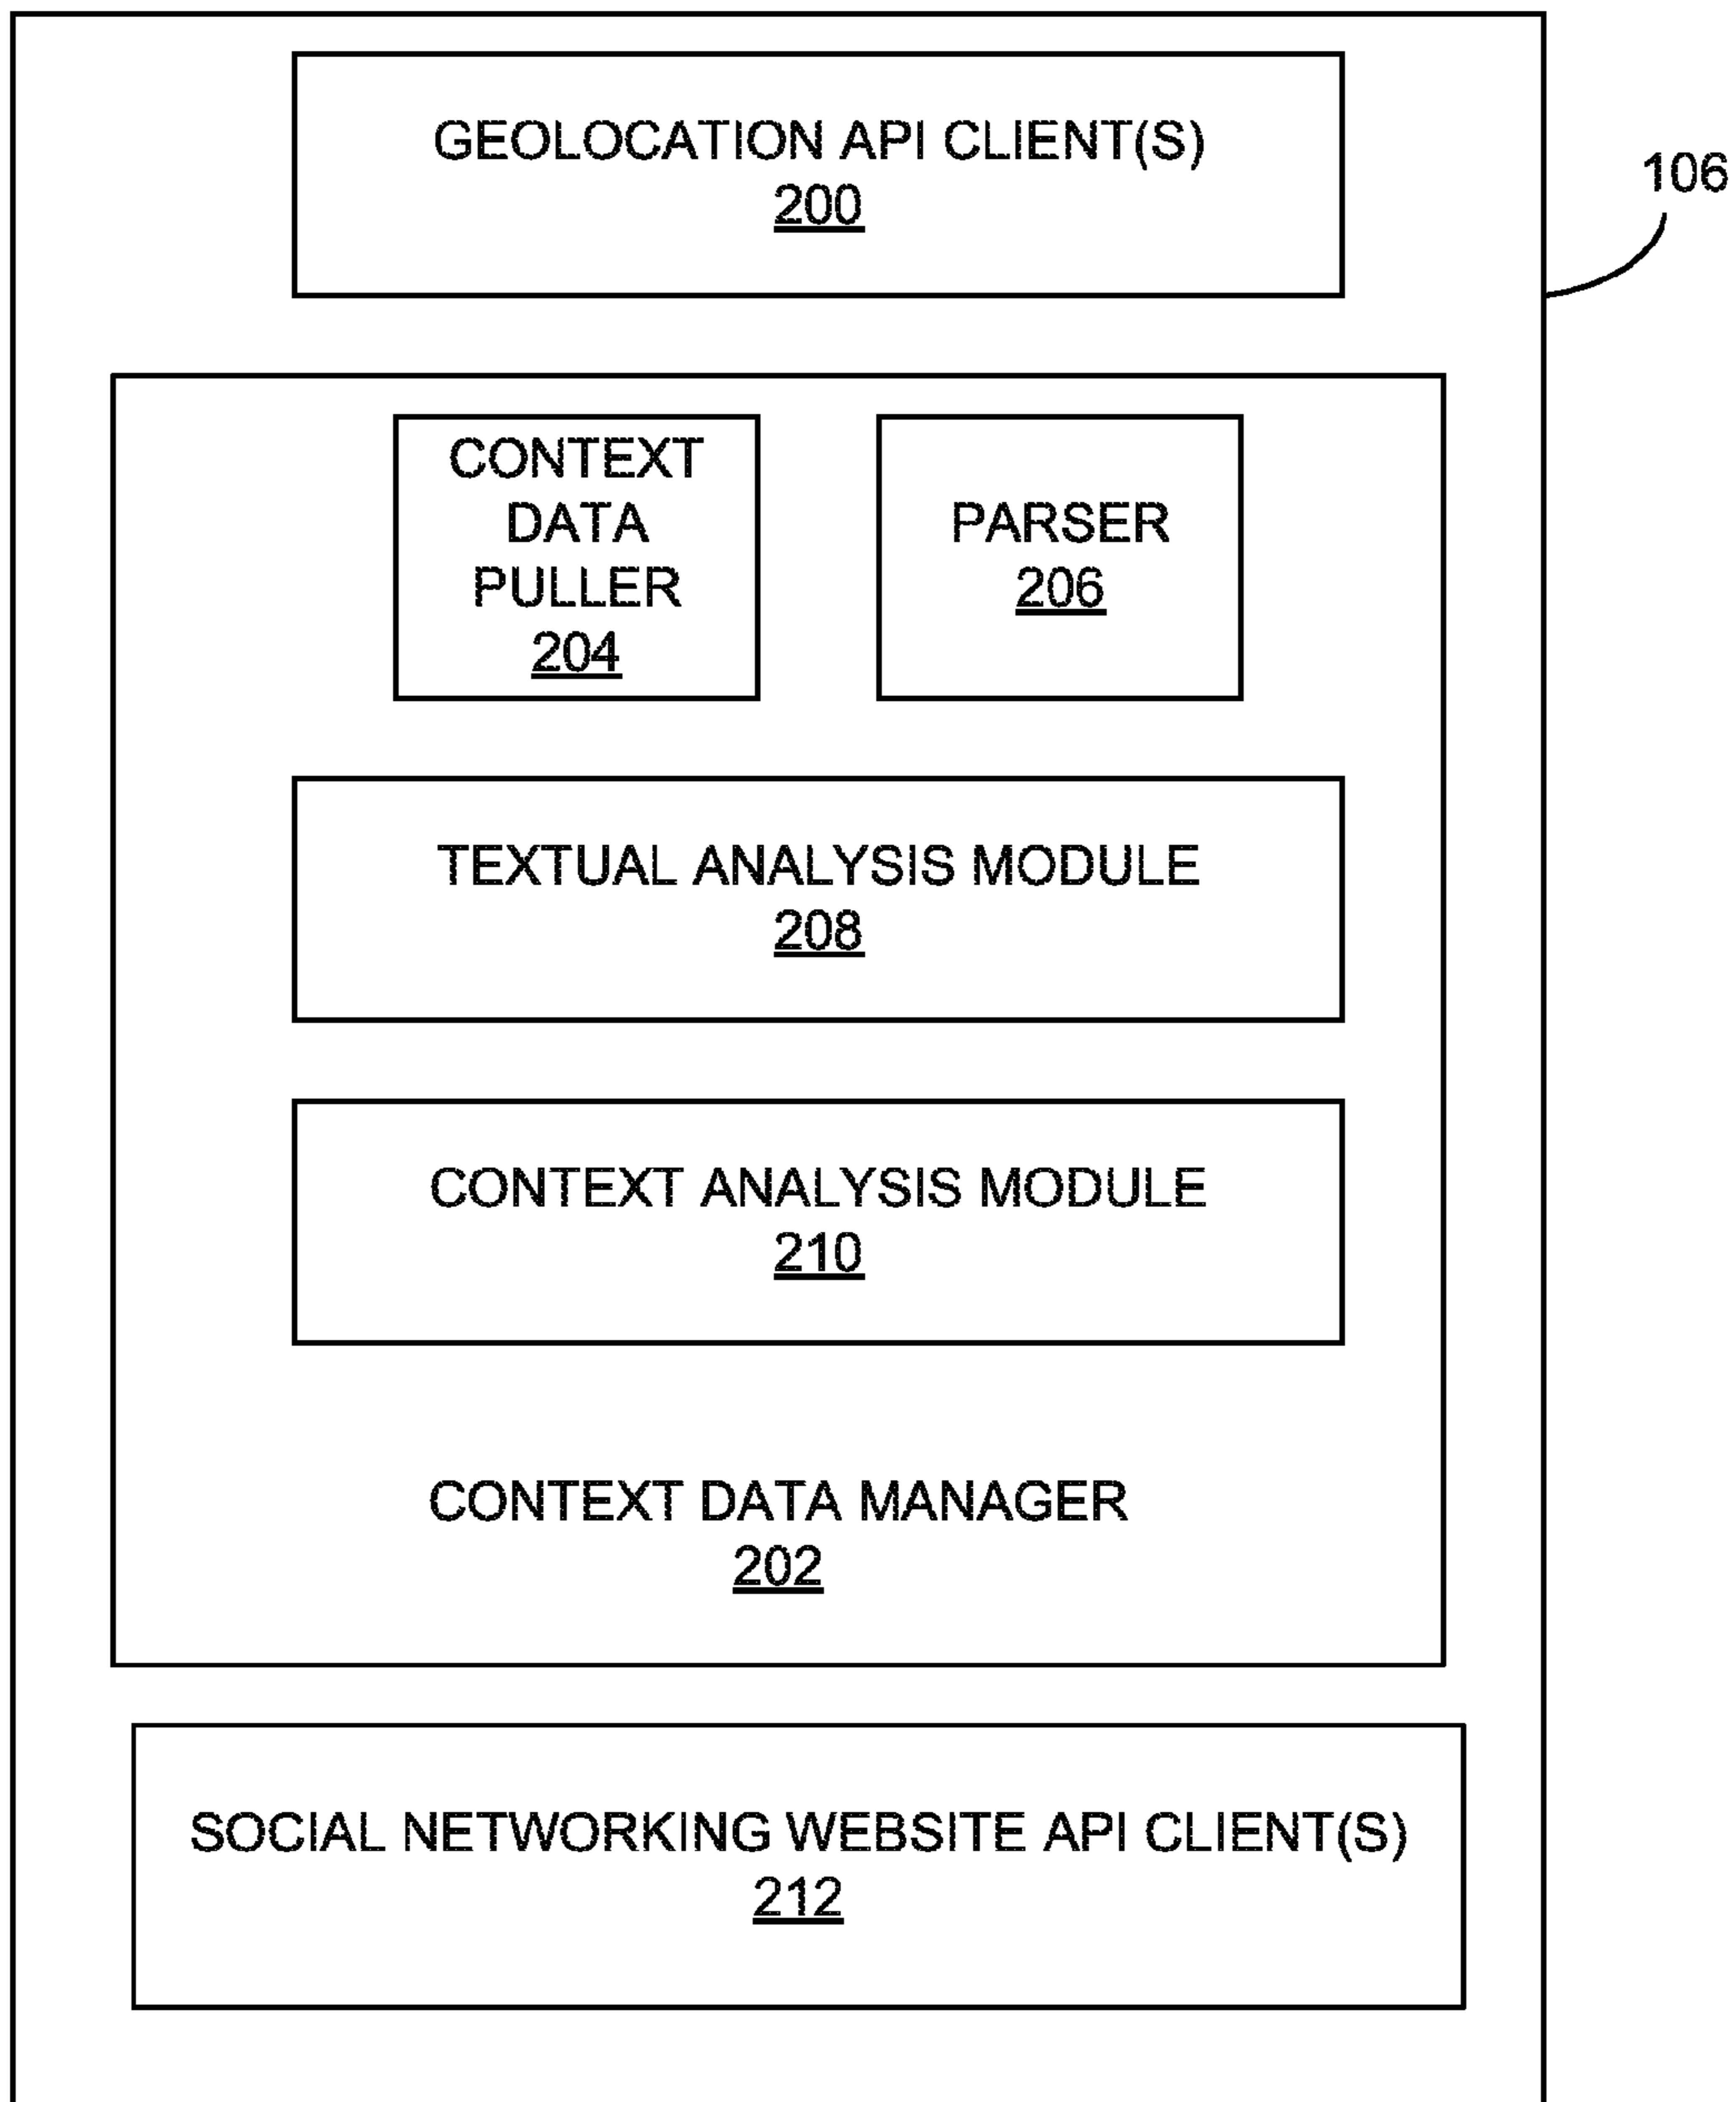 GEOLOCATION API CLIENT(S)
200
106
CONTEXT
DATA
PULLER
204
PARSER
206
TEXTUAL ANALYSIS MODULE
208
CONTEXT ANALYSIS MODULE
210
CONTEXT DATA MANAGER
202
SOCIAL NETWORKING WEBSITE API CLIENT(S)
212